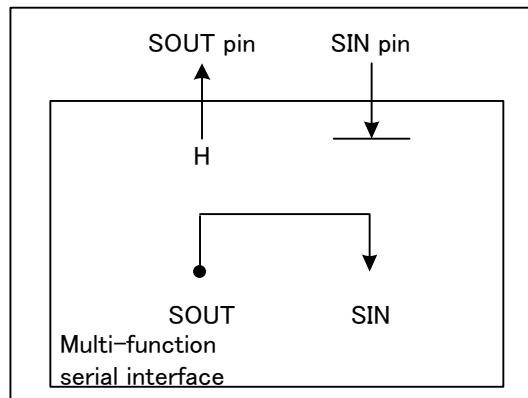 SOUT pin
SIN pin
H
SOUT
SIN
Multi-function
serial interface